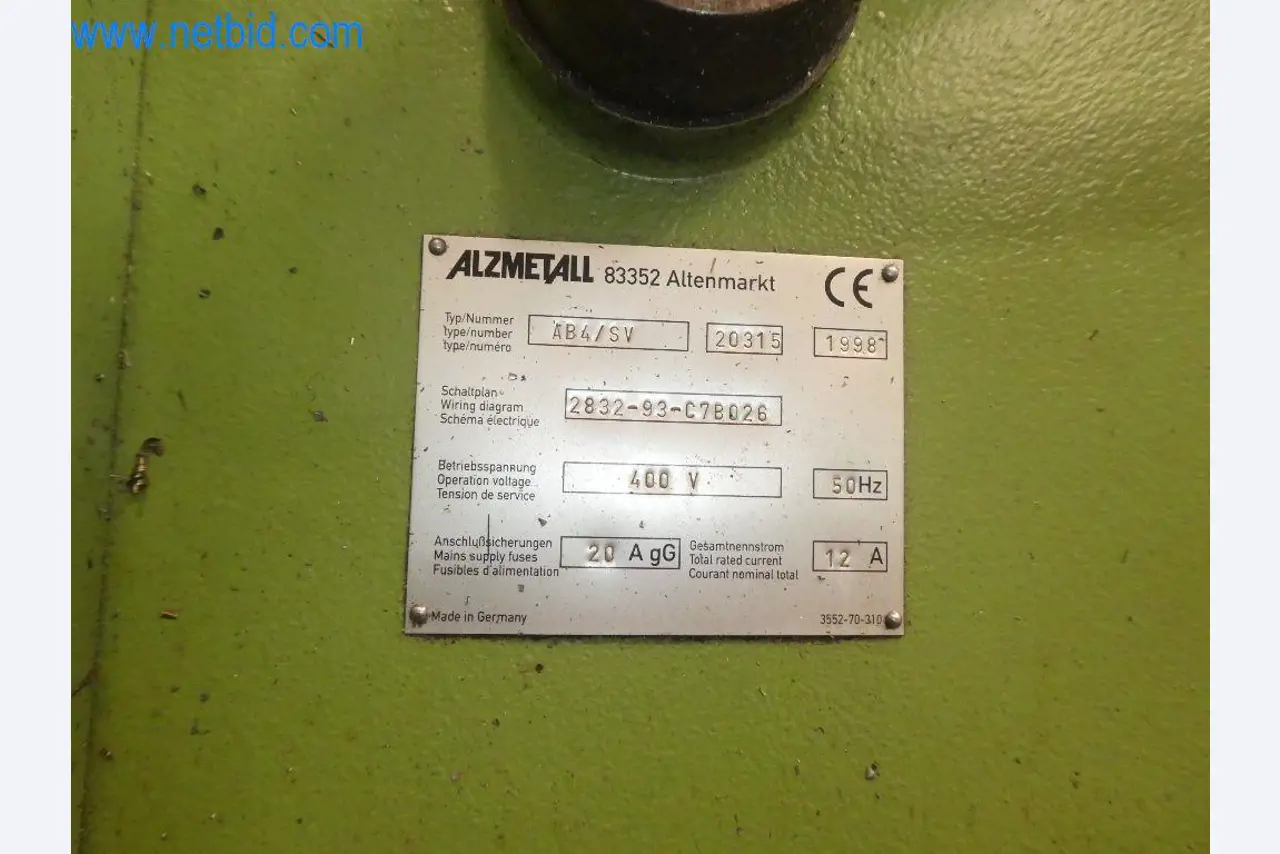 www.netbid.com
ALZMETALL 83352 Altenmarkt CE
Typ/Nummer
type/number AB4/SV 20315 1998
type/numéro
Schaltplan
Wiring diagram 2832-93-C7B026
Schéma électrique
Betriebsspannung
Operation voltage 400 V 50Hz
Tension de service
Anschlußsicherungen Gesamtnennstrom
Mains supply fuses 20 A gG Total rated current 12 A
Fusibles d'alimentation Courant nominal total
Made in Germany 3552-70-310